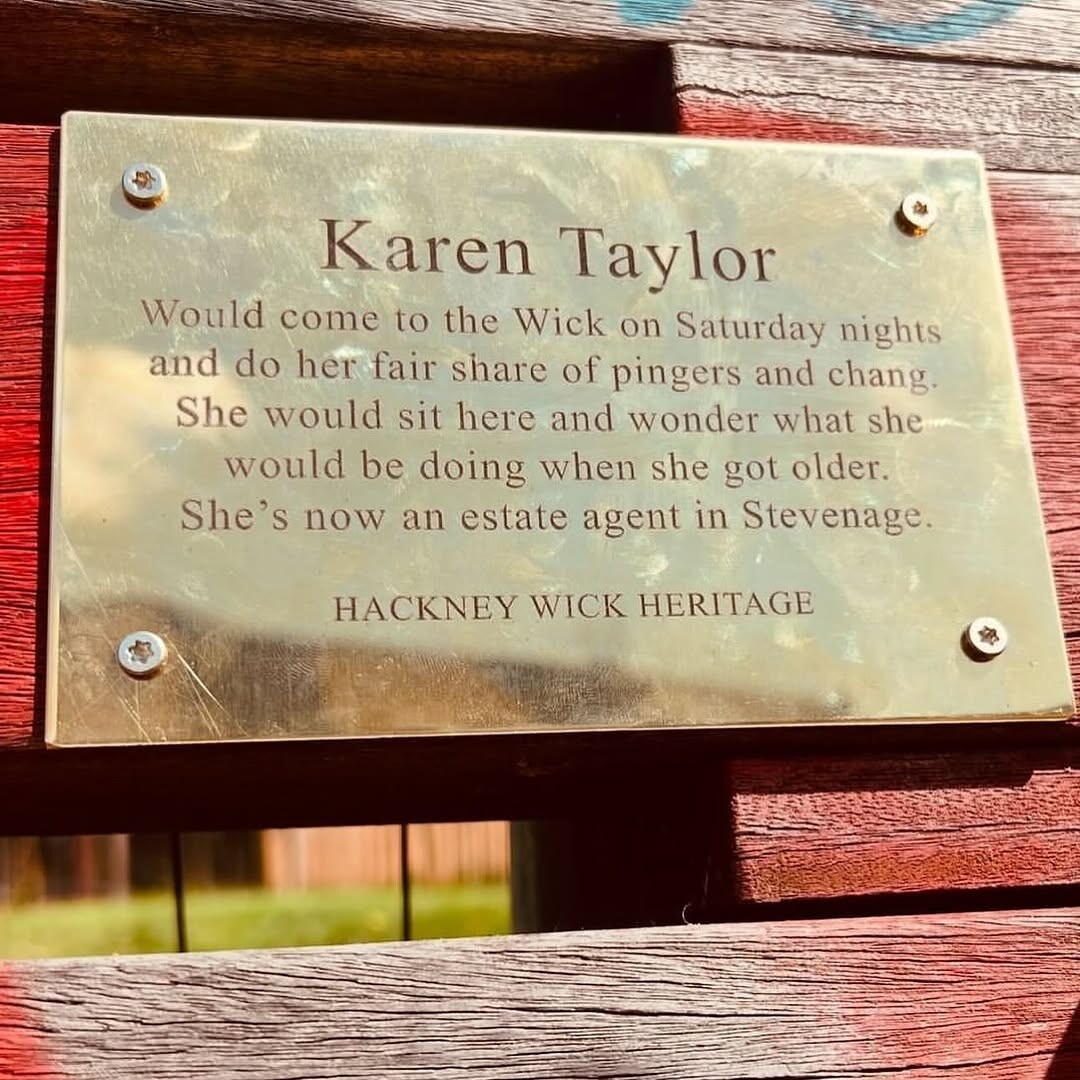 Karen Taylor
Would come to the Wick on Saturday nights
and do her fair share of pingers and chang.
She would sit here and wonder what she
would be doing when she got older.
She’s now an estate agent in Stevenage.
HACKNEY WICK HERITAGE